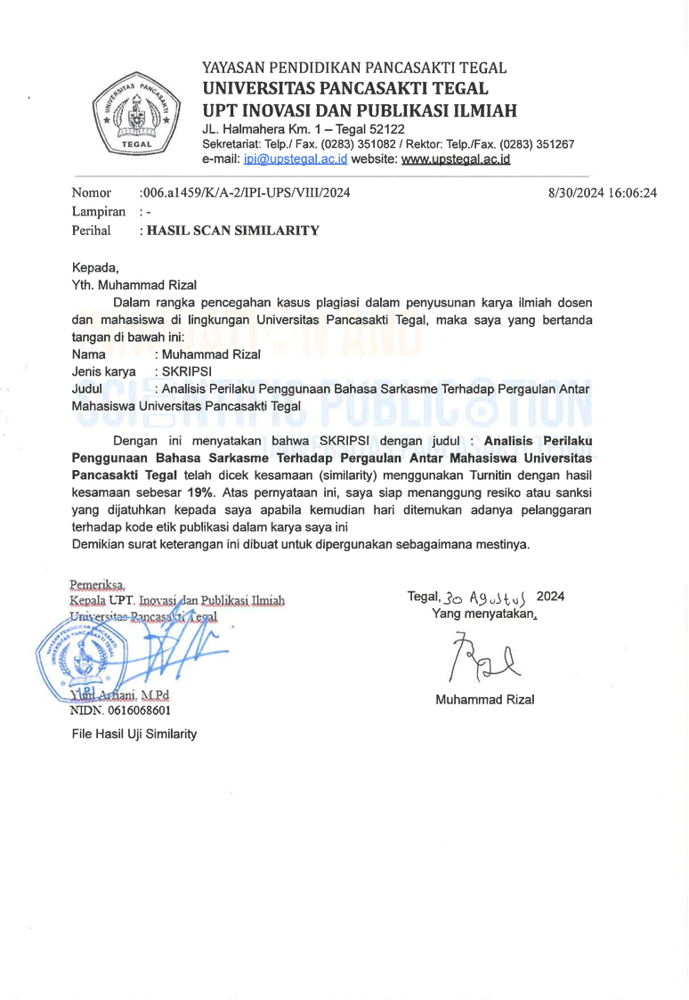 YAYASAN PENDIDIKAN PANCASAKTI TEGAL
UNIVERSITAS PANCASAKTI TEGAL
UPT INOVASI DAN PUBLIKASI ILMIAH
JL. Halmahera Km. 1 – Tegal 52122
Sekretariat: Telp./ Fax. (0283) 351082 / Rektor: Telp./Fax. (0283) 351267
e-mail: ipi@upstegal.ac.id website: www.upstegal.ac.id
UNIVERSITAS PANCASAKTI
TEGAL
Nomor :006.a1459/K/A-2/IPI-UPS/VIII/2024 8/30/2024 16:06:24
Lampiran : -
Perihal : HASIL SCAN SIMILARITY
Kepada,
Yth. Muhammad Rizal
Dalam rangka pencegahan kasus plagiasi dalam penyusunan karya ilmiah dosen
dan mahasiswa di lingkungan Universitas Pancasakti Tegal, maka saya yang bertanda
tangan di bawah ini:
Nama : Muhammad Rizal
Jenis karya : SKRIPSI
Judul : Analisis Perilaku Penggunaan Bahasa Sarkasme Terhadap Pergaulan Antar
Mahasiswa Universitas Pancasakti Tegal
Dengan ini menyatakan bahwa SKRIPSI dengan judul : Analisis Perilaku
Penggunaan Bahasa Sarkasme Terhadap Pergaulan Antar Mahasiswa Universitas
Pancasakti Tegal telah dicek kesamaan (similarity) menggunakan Turnitin dengan hasil
kesamaan sebesar 19%. Atas pernyataan ini, saya siap menanggung resiko atau sanksi
yang dijatuhkan kepada saya apabila kemudian hari ditemukan adanya pelanggaran
terhadap kode etik publikasi dalam karya saya ini
Demikian surat keterangan ini dibuat untuk dipergunakan sebagaimana mestinya.
Pemeriksa,
Kepala UPT. Inovasi dan Publikasi Ilmiah
Universitas Pancasakti Tegal
YAYASAN PENDIDIKAN
UNIVERSITAS PANCASAKTI TEGAL
Arfiani, M.Pd
NIDN. 0616068601
Tegal, 30 Agustus 2024
Yang menyatakan,
Muhammad Rizal
File Hasil Uji Similarity